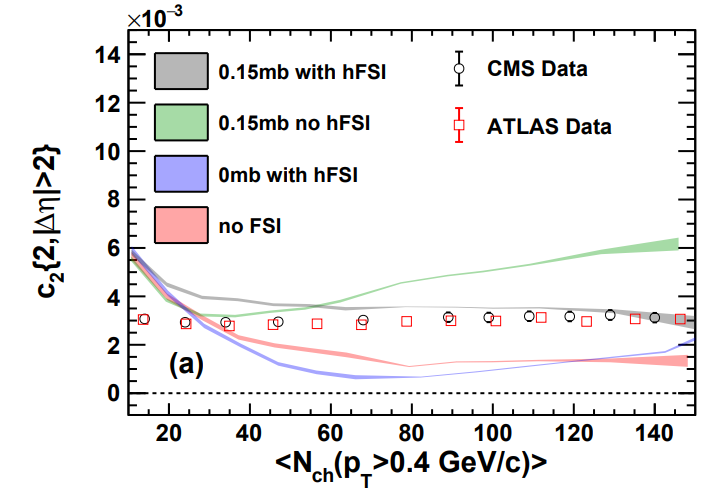 ×10⁻³
14
12
10
8
6
4
2
0
c₂{2,|Δη|>2}
0.15mb with hFSI
0.15mb no hFSI
0mb with hFSI
no FSI
CMS Data
ATLAS Data
(a)
20 40 60 80 100 120 140
<N_ch(p_T>0.4 GeV/c)>